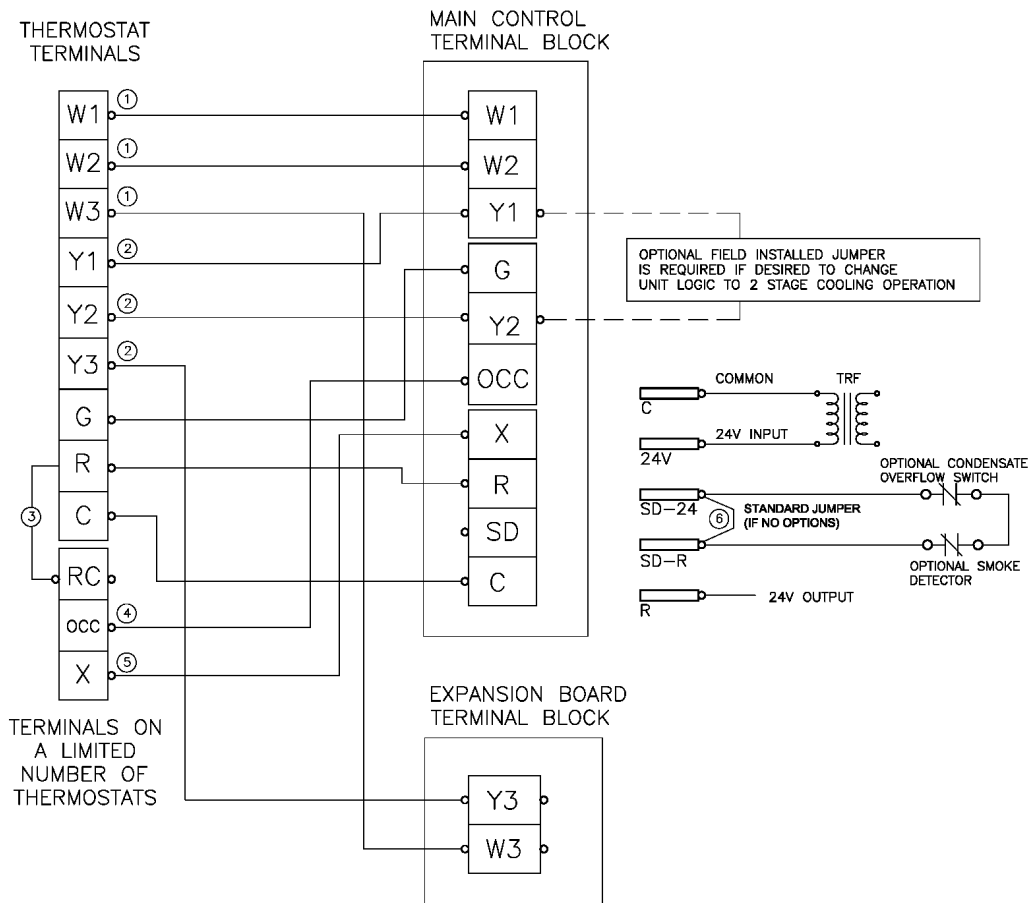 THERMOSTAT
TERMINALS
W1
1
W2
1
W3
1
Y1
2
Y2
2
Y3
2
G
R
C
3
RC
OCC
4
X
5
TERMINALS ON
A LIMITED
NUMBER OF
THERMOSTATS
MAIN CONTROL
TERMINAL BLOCK
W1
W2
Y1
G
Y2
OCC
X
R
SD
C
OPTIONAL FIELD INSTALLED JUMPER
IS REQUIRED IF DESIRED TO CHANGE
UNIT LOGIC TO 2 STAGE COOLING OPERATION
COMMON
TRF
C
24V INPUT
24V
OPTIONAL CONDENSATE
OVERFLOW SWITCH
SD-24
6
STANDARD JUMPER
(IF NO OPTIONS)
SD-R
OPTIONAL SMOKE
DETECTOR
R
24V OUTPUT
EXPANSION BOARD
TERMINAL BLOCK
Y3
W3